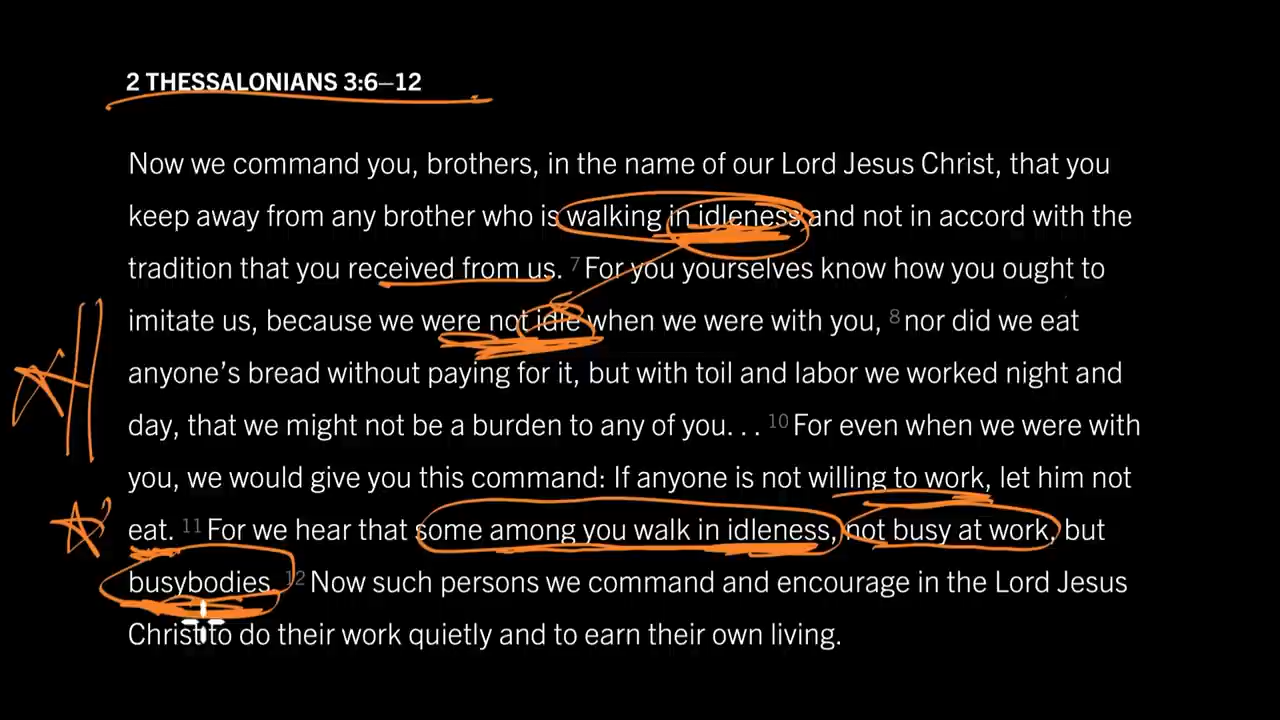 2 THESSALONIANS 3:6–12
Now we command you, brothers, in the name of our Lord Jesus Christ, that you
keep away from any brother who is walking in idleness and not in accord with the
tradition that you received from us. 7 For you yourselves know how you ought to
imitate us, because we were not idle when we were with you, 8 nor did we eat
anyone’s bread without paying for it, but with toil and labor we worked night and
day, that we might not be a burden to any of you. . . 10 For even when we were with
you, we would give you this command: If anyone is not willing to work, let him not
eat. 11 For we hear that some among you walk in idleness, not busy at work, but
busybodies. 12 Now such persons we command and encourage in the Lord Jesus
Christ to do their work quietly and to earn their own living.